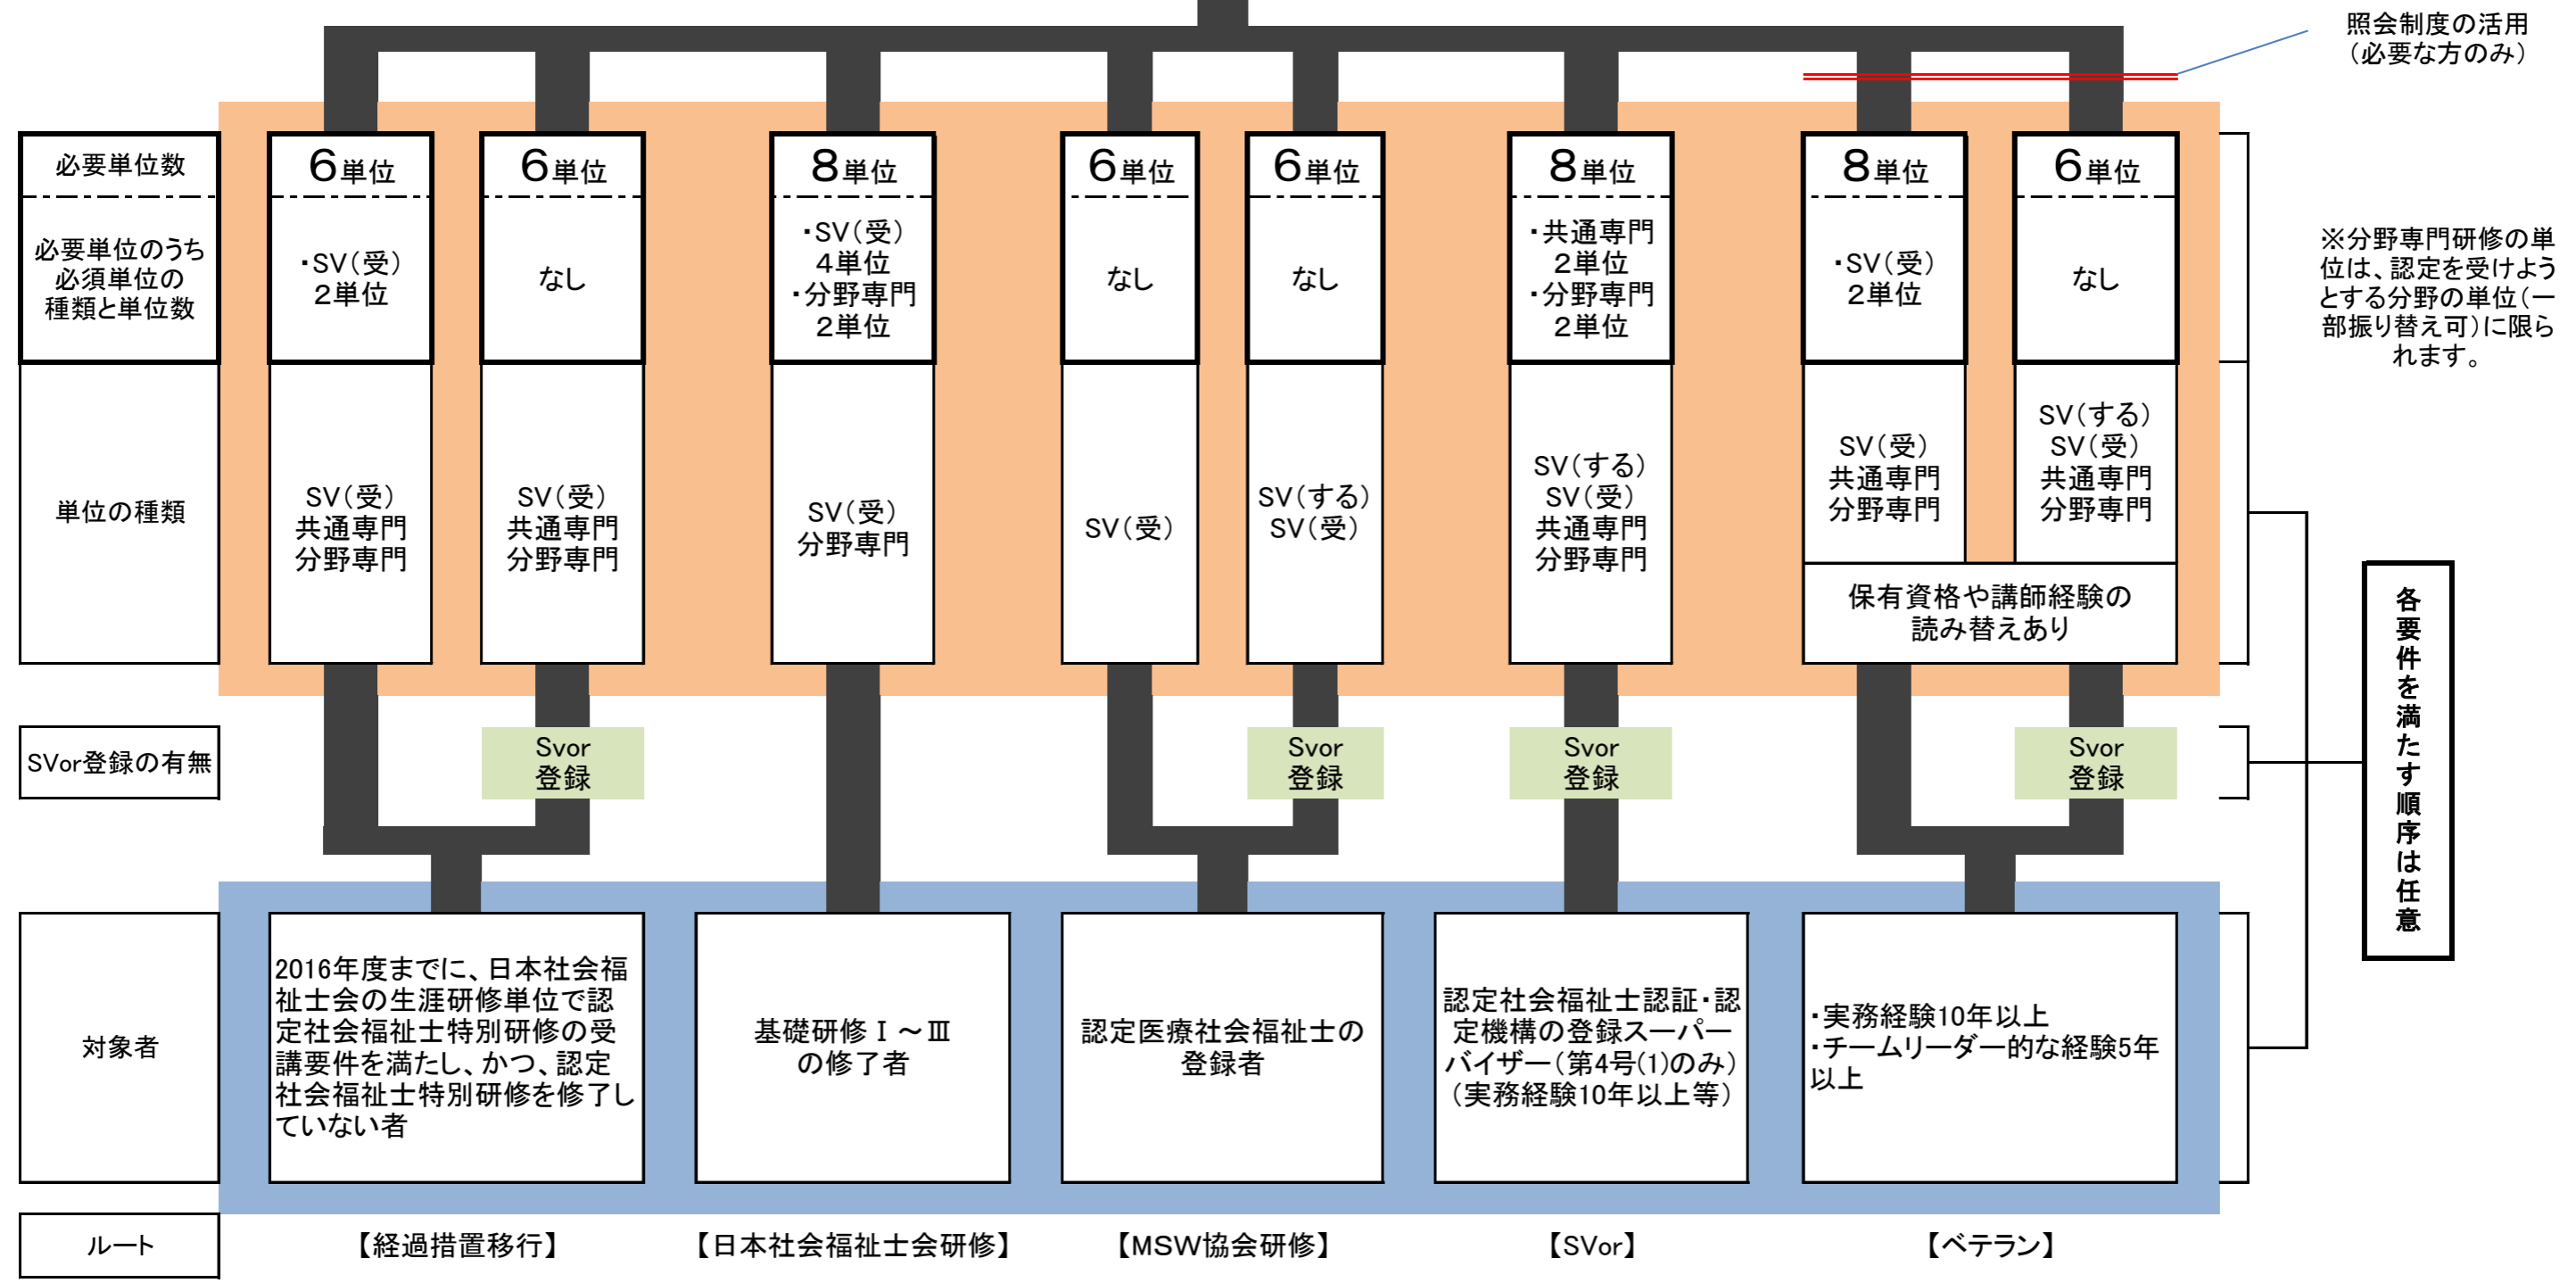 照会制度の活用
（必要な方のみ）
必要単位数
6単位
6単位
8単位
6単位
6単位
8単位
8単位
6単位
必要単位のうち
必須単位の
種類と単位数
・SV（受）
2単位
なし
・SV（受）
4単位
・分野専門
2単位
なし
なし
・共通専門
2単位
・分野専門
2単位
・SV（受）
2単位
なし
※分野専門研修の単
位は、認定を受けよう
とする分野の単位（一
部振り替え可）に限ら
れます。
単位の種類
SV（受）
共通専門
分野専門
SV（受）
共通専門
分野専門
SV（受）
分野専門
SV（受）
SV（する）
SV（受）
SV（する）
SV（受）
共通専門
分野専門
SV（受）
共通専門
分野専門
SV（する）
SV（受）
共通専門
分野専門
保有資格や講師経験の
読み替えあり
各要件を満たす順序は任意
SVor登録の有無
Svor
登録
Svor
登録
Svor
登録
Svor
登録
対象者
2016年度までに、日本社会福
祉士会の生涯研修単位で認
定社会福祉士特別研修の受
講要件を満たし、かつ、認定
社会福祉士特別研修を修了し
ていない者
基礎研修Ⅰ～Ⅲ
の修了者
認定医療社会福祉士の
登録者
認定社会福祉士認証・認
定機構の登録スーパー
バイザー（第4号(1)のみ）
（実務経験10年以上等）
・実務経験10年以上
・チームリーダー的な経験5年
以上
ルート
【経過措置移行】
【日本社会福祉士会研修】
【MSW協会研修】
【SVor】
【ベテラン】